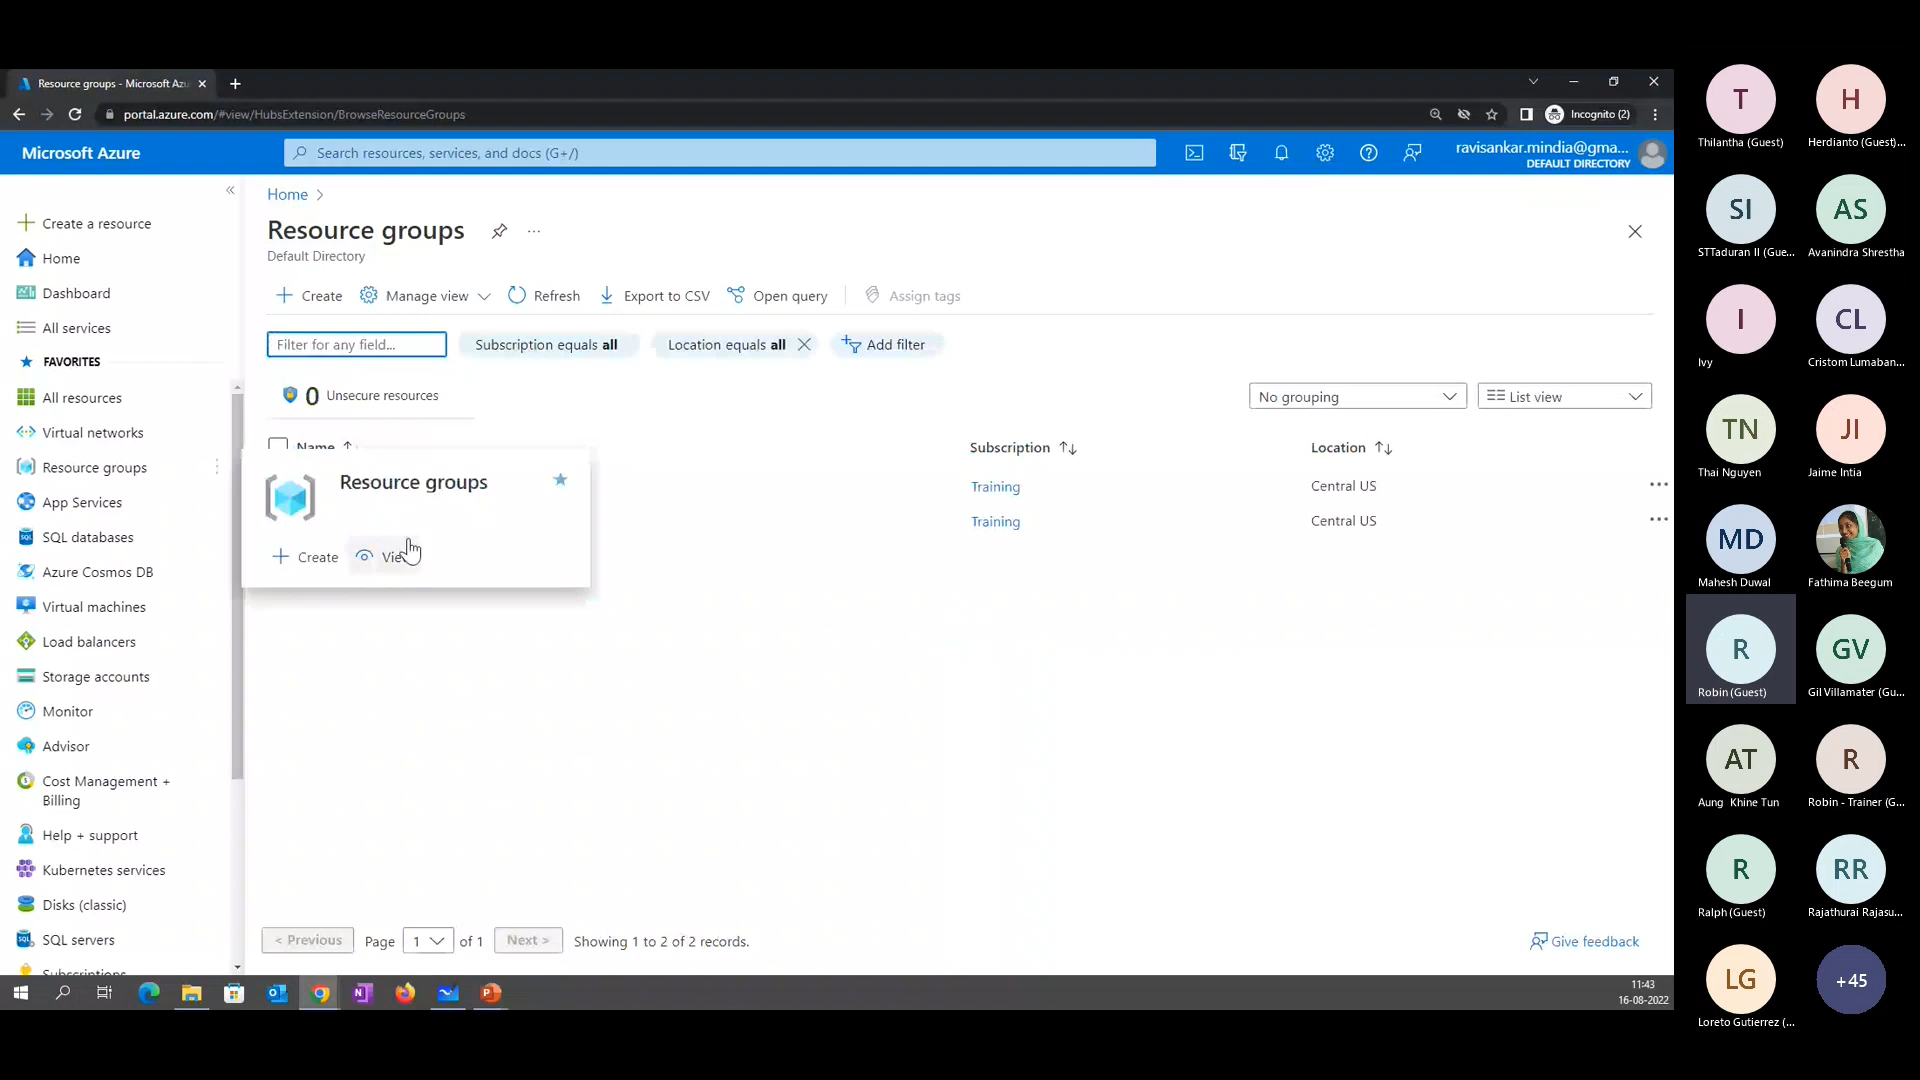 Resource groups - Microsoft Azu
portal.azure.com/#view/HubsExtension/BrowseResourceGroups
Incognito (2)
Microsoft Azure
Search resources, services, and docs (G+/)
ravisankar.mindia@gma...
DEFAULT DIRECTORY
Create a resource
Home
Dashboard
All services
FAVORITES
All resources
Virtual networks
Resource groups
App Services
SQL databases
Azure Cosmos DB
Virtual machines
Load balancers
Storage accounts
Monitor
Advisor
Cost Management +
Billing
Help + support
Kubernetes services
Disks (classic)
SQL servers
Subscriptions
Home >
Resource groups
...
Default Directory
Create
Manage view
Refresh
Export to CSV
Open query
Assign tags
Filter for any field...
Subscription equals all
Location equals all
Add filter
0 Unsecure resources
No grouping
List view
Name
Subscription
Location
Training
Central US
Training
Central US
Resource groups
Create
View
< Previous
Page
1
of 1
Next >
Showing 1 to 2 of 2 records.
Give feedback
11:43
16-08-2022
T
Thilantha (Guest)
H
Herdianto (Guest)...
SI
STTaduran II (Gue...
AS
Avanindra Shrestha
I
Ivy
CL
Cristom Lumaban...
TN
Thai Nguyen
JI
Jaime Intia
MD
Mahesh Duwal
Fathima Beegum
R
Robin (Guest)
GV
Gil Villamater (Gu...
AT
Aung Khine Tun
R
Robin - Trainer (G...
R
Ralph (Guest)
RR
Rajathurai Rajasu...
LG
Loreto Gutierrez (...
+45